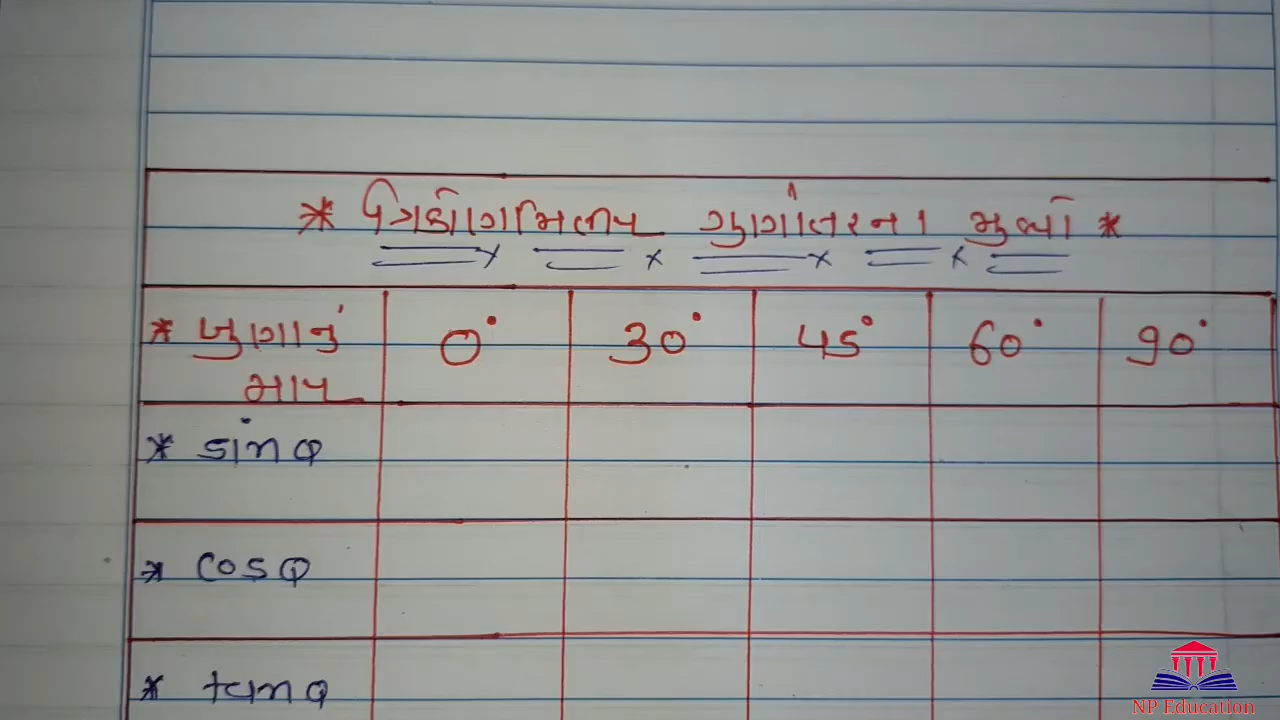 * ત્રિકોણમિતીય ગુણોત્તરના મુલ્યો *
* ખુણાનું માપ 0° 30° 45° 60° 90°
* sinθ
* cosθ
* tanθ
NP Education